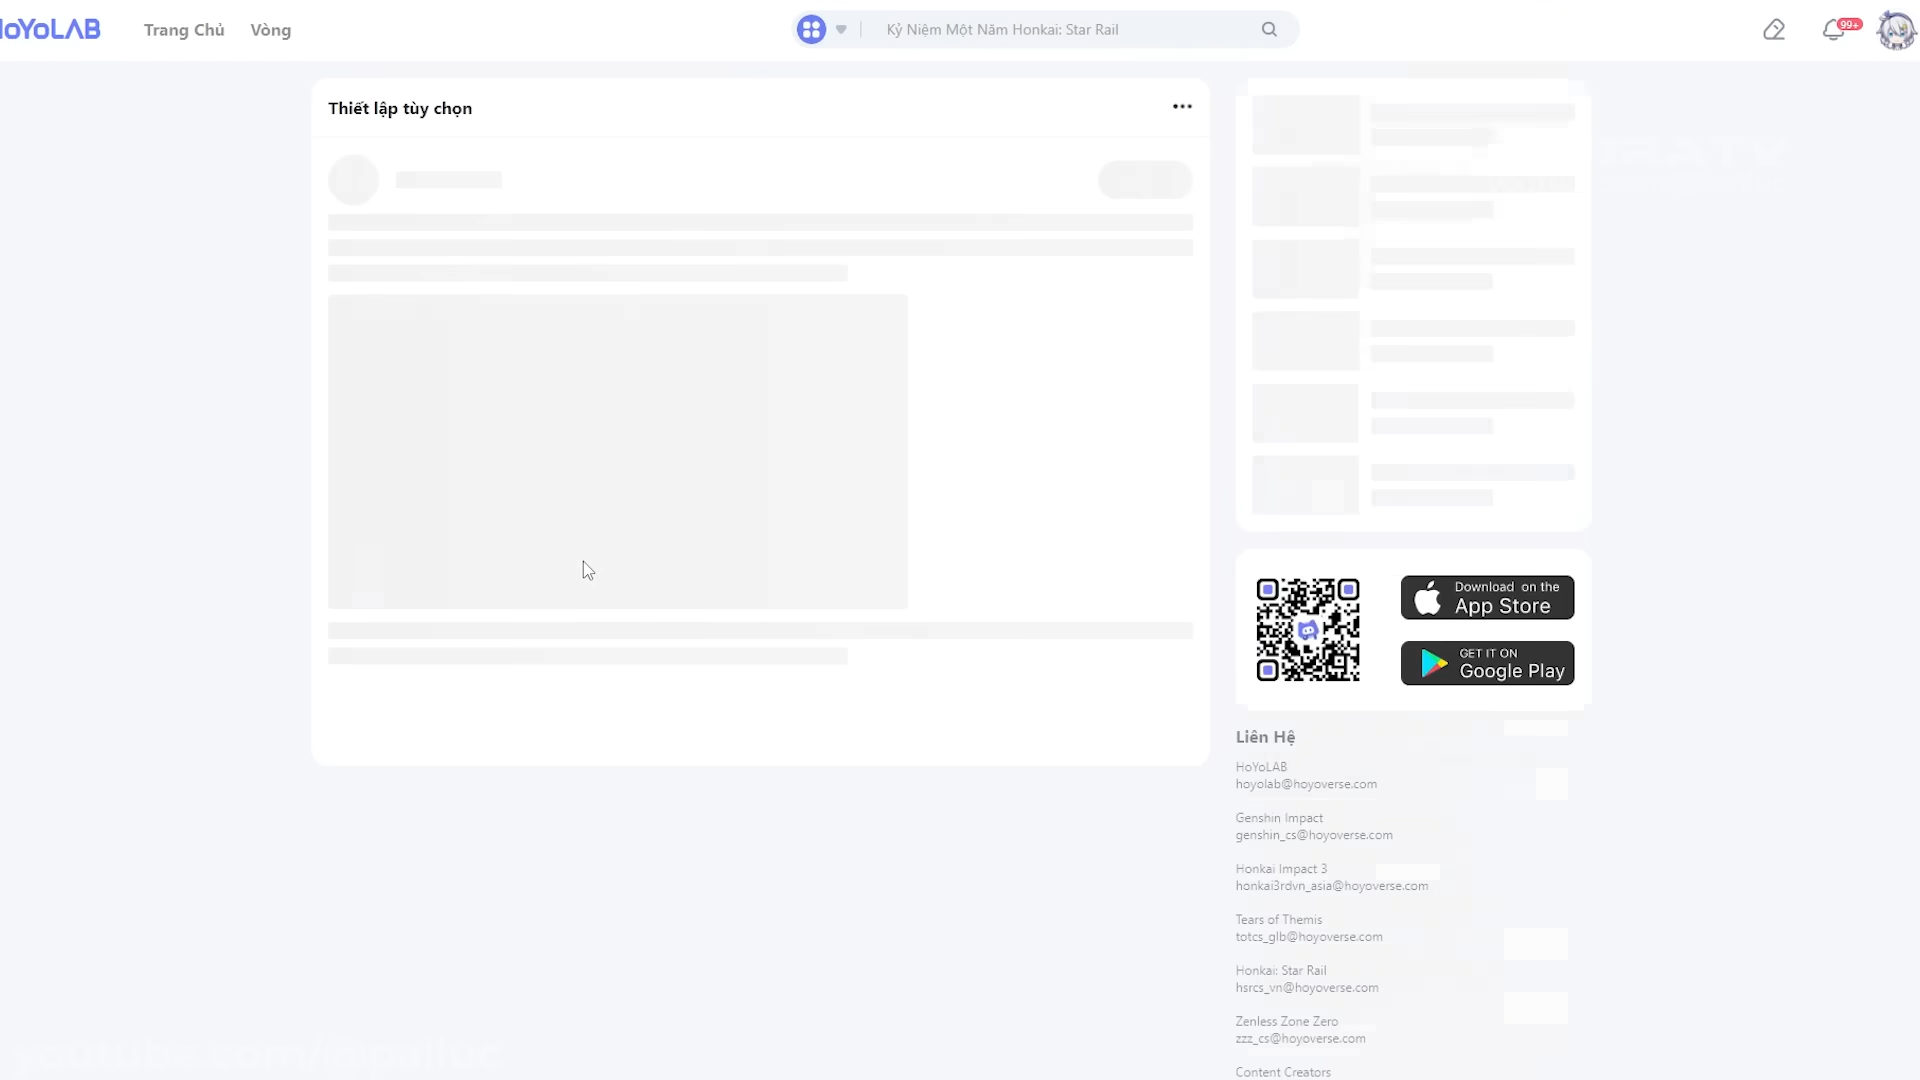 HoYoLAB
Trang Chủ
Vòng
Kỷ Niệm Một Năm Honkai: Star Rail
99+
Thiết lập tùy chọn
Download on the
App Store
GET IT ON
Google Play
Liên Hệ
HoYoLAB
hoyolab@hoyoverse.com
Genshin Impact
genshin_cs@hoyoverse.com
Honkai Impact 3
honkai3rdvn_asia@hoyoverse.com
Tears of Themis
totcs_glb@hoyoverse.com
Honkai: Star Rail
hsrcs_vn@hoyoverse.com
Zenless Zone Zero
zzz_cs@hoyoverse.com
Content Creators